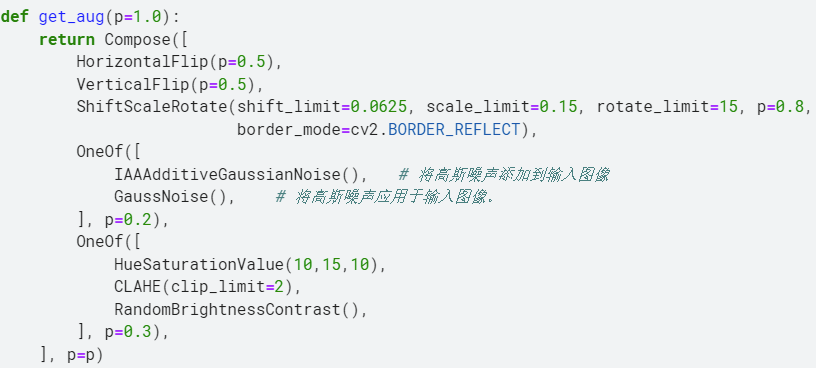 def get_aug(p=1.0):
    return Compose([
        HorizontalFlip(p=0.5),
        VerticalFlip(p=0.5),
        ShiftScaleRotate(shift_limit=0.0625, scale_limit=0.15, rotate_limit=15, p=0.8,
                         border_mode=cv2.BORDER_REFLECT),
        OneOf([
            IAAAdditiveGaussianNoise(),   # 将高斯噪声添加到输入图像
            GaussNoise(),    # 将高斯噪声应用于输入图像。
        ], p=0.2),
        OneOf([
            HueSaturationValue(10,15,10),
            CLAHE(clip_limit=2),
            RandomBrightnessContrast(),
        ], p=0.3),
    ], p=p)